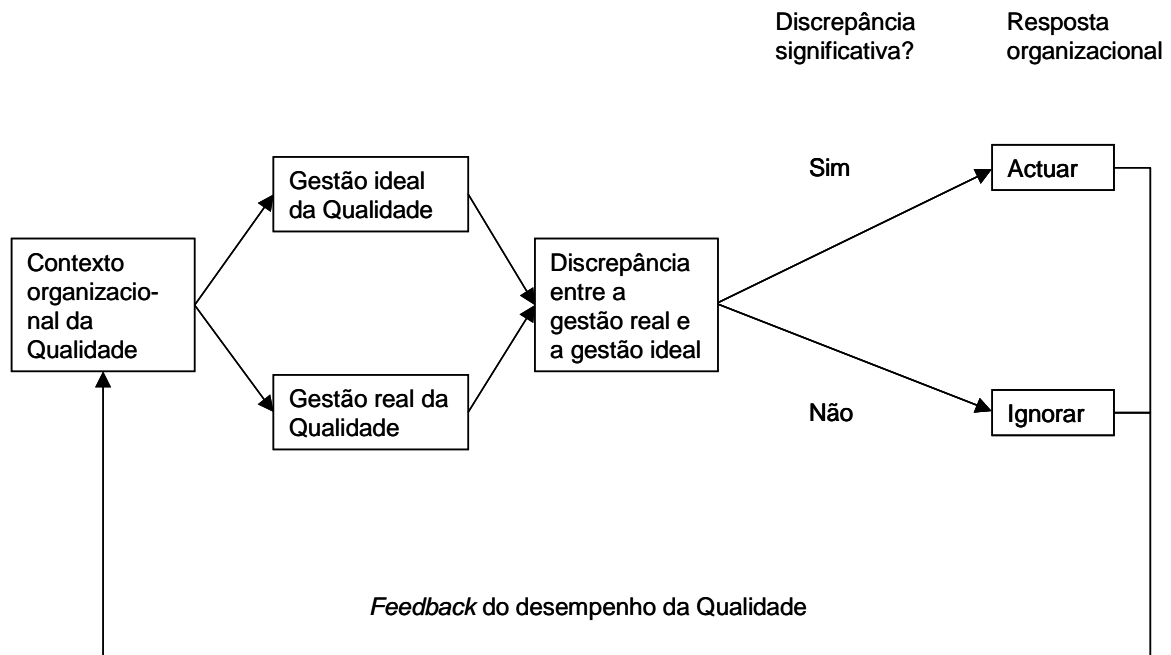 Discrepância
significativa?
Resposta
organizacional
Gestão ideal
da Qualidade
Sim
Actuar
Contexto
organizacio-
nal da
Qualidade
Discrepância
entre a
gestão real e
a gestão ideal
Gestão real da
Qualidade
Não
Ignorar
Feedback do desempenho da Qualidade